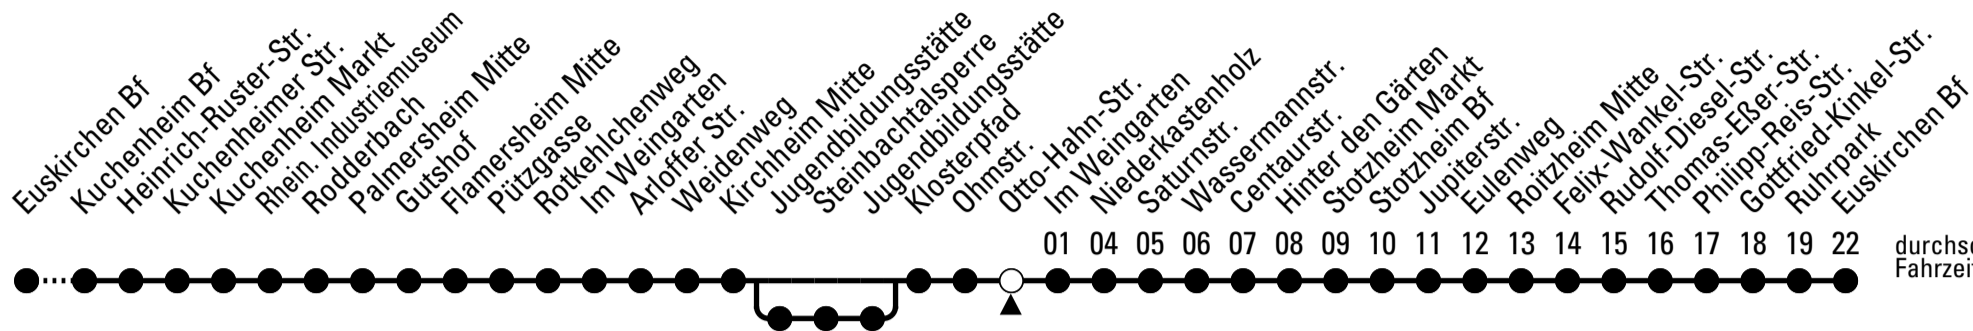 Euskirchen Bf
Kuchenheim Bf
Heinrich-Ruster-Str.
Kuchenheimer Str.
Kuchenheim Markt
Rhein. Industriemuseum
Rodderbach
Palmersheim Mitte
Gutshof
Flamersheim Mitte
Pützgasse
Rotkehlchenweg
Im Weingarten
Arloffer Str.
Weidenweg
Kirchheim Mitte
Jugendbildungsstätte
Steinbachtalsperre
Jugendbildungsstätte
Klosterpfad
Ohmstr.
Otto-Hahn-Str.
Im Weingarten
Niederkastenholz
Saturnstr.
Wassermannstr.
Centaurstr.
Hinter den Gärten
Stotzheim Markt
Stotzheim Bf
Jupiterstr.
Eulenweg
Roitzheim Mitte
Felix-Wankel-Str.
Rudolf-Diesel-Str.
Thomas-Eßer-Str.
Philipp-Reis-Str.
Gottfried-Kinkel-Str.
Ruhrpark
Euskirchen Bf
01 04 05 06 07 08 09 10 11 12 13 14 15 16 17 18 19 22